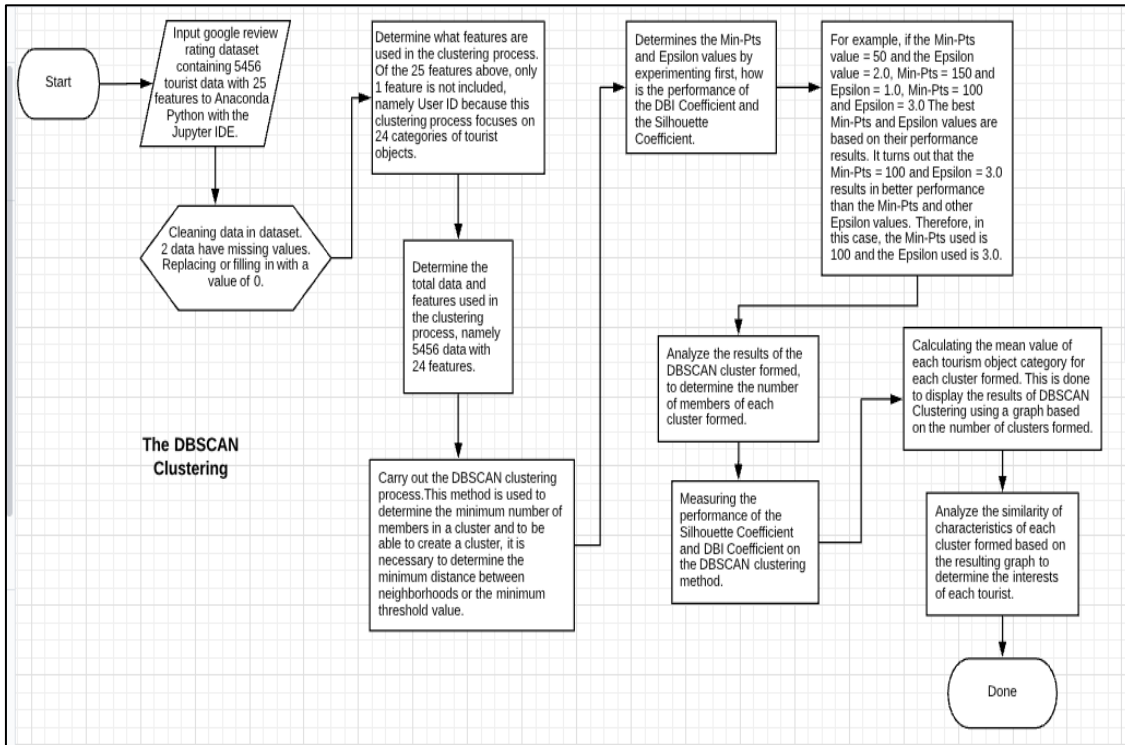 Start
Input google review
rating dataset
containing 5456
tourist data with 25
features to Anaconda
Python with the
Jupyter IDE.
Cleaning data in dataset.
2 data have missing values.
Replacing or filling in with a
value of 0.
Determine what features are
used in the clustering process.
Of the 25 features above, only
1 feature is not included,
namely User ID because this
clustering process focuses on
24 categories of tourist
objects.
Determine the
total data and
features used in
the clustering
process, namely
5456 data with
24 features.
Carry out the DBSCAN clustering
process.This method is used to
determine the minimum number of
members in a cluster and to be
able to create a cluster, it is
necessary to determine the
minimum distance between
neighborhoods or the minimum
threshold value.
Determines the Min-Pts
and Epsilon values by
experimenting first, how
is the performance of
the DBI Coefficient and
the Silhouette
Coefficient.
For example, if the Min-Pts
value = 50 and the Epsilon
value = 2.0, Min-Pts = 150 and
Epsilon = 1.0, Min-Pts = 100
and Epsilon = 3.0 The best
Min-Pts and Epsilon values are
based on their performance
results. It turns out that the
Min-Pts = 100 and Epsilon = 3.0
results in better performance
than the Min-Pts and other
Epsilon values. Therefore, in
this case, the Min-Pts used is
100 and the Epsilon used is 3.0.
Analyze the results of the
DBSCAN cluster formed,
to determine the number
of members of each
cluster formed.
Measuring the
performance of the
Silhouette Coefficient
and DBI Coefficient on
the DBSCAN clustering
method.
Calculating the mean value of
each tourism object category for
each cluster formed. This is done
to display the results of DBSCAN
Clustering using a graph based
on the number of clusters formed.
Analyze the similarity of
characteristics of each
cluster formed based on
the resulting graph to
determine the interests
of each tourist.
Done
The DBSCAN
Clustering